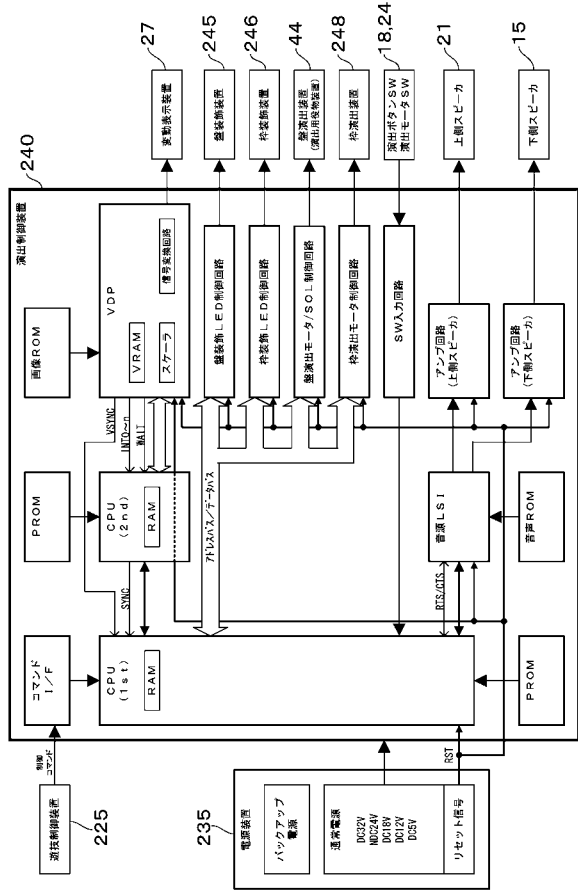 240
演出制御装置
コマンド
I/F
PROM
画像ROM
遊技制御装置
225
制御
コマンド
CPU
(1st)
RAM
CPU
(2nd)
RAM
SYNC
VSYNC
INT0~n
WAIT
VDP
VRAM
スケーラ
信号変換回路
変動表示装置
27
アドレスバス/データバス
盤装飾LED制御回路
盤装飾装置
245
枠装飾LED制御回路
枠装飾装置
246
盤演出モータ/SOL制御回路
盤演出装置
(演出用役物装置)
44
枠演出モータ制御回路
枠演出装置
248
SW入力回路
演出ボタンSW
演出モータSW
18,24
RTS/CTS
音源LSI
アンプ回路
(上側スピーカ)
上側スピーカ
21
アンプ回路
(下側スピーカ)
下側スピーカ
15
PROM
音声ROM
235
電源装置
バックアップ
電源
通常電源
DC32V
NDC24V
DC18V
DC12V
DC5V
リセット信号
RST